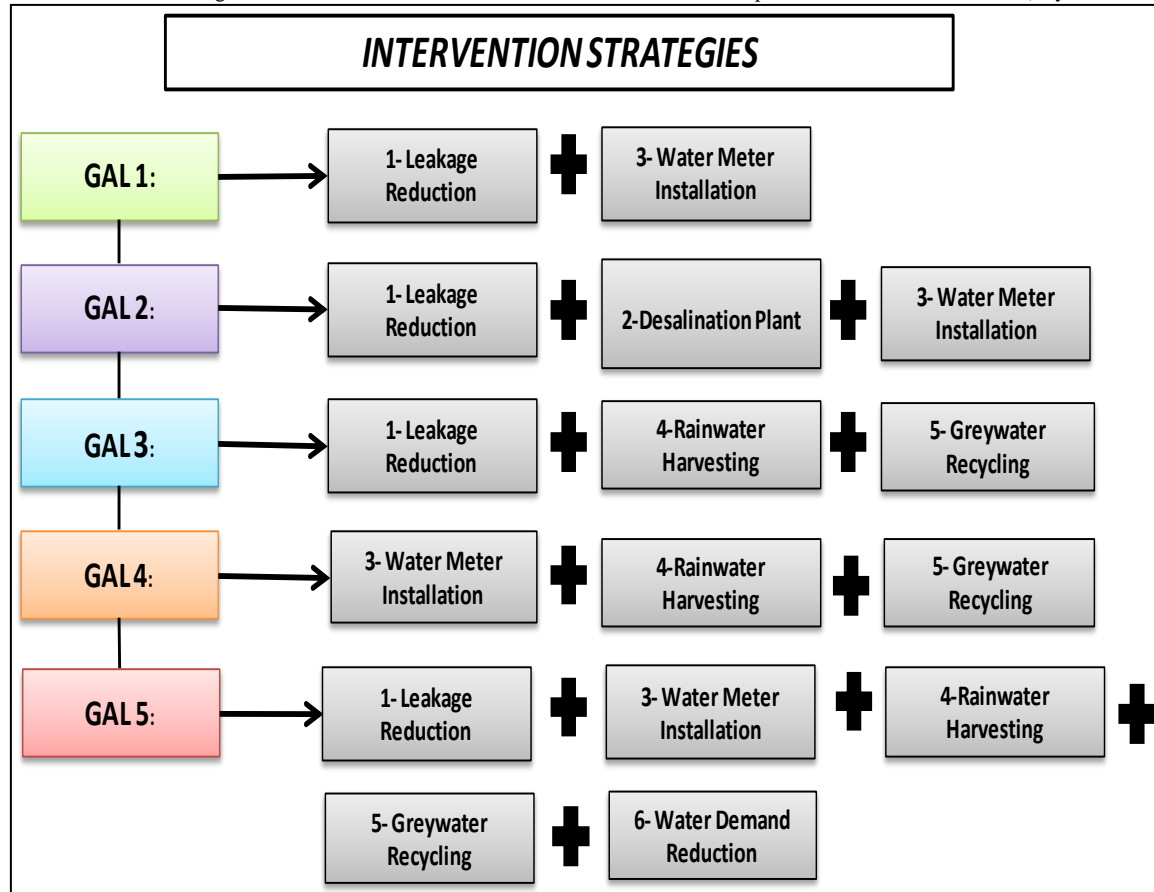 INTERVENTION STRATEGIES
GAL 1:
1- Leakage
Reduction
3- Water Meter
Installation
GAL 2:
1- Leakage
Reduction
2-Desalination Plant
3- Water Meter
Installation
GAL 3:
1- Leakage
Reduction
4-Rainwater
Harvesting
5- Greywater
Recycling
GAL 4:
3- Water Meter
Installation
4-Rainwater
Harvesting
5- Greywater
Recycling
GAL 5:
1- Leakage
Reduction
3- Water Meter
Installation
4-Rainwater
Harvesting
5- Greywater
Recycling
6- Water Demand
Reduction